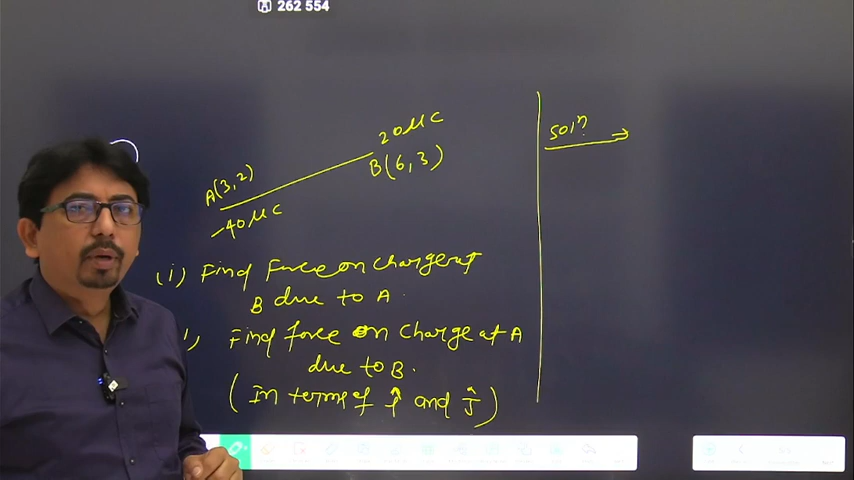 262 554
20μC
A(3,2)
B(6,3)
-40μC
Solⁿ ⇒
(i) Find Force on charge at
B due to A.
Find force on charge at A
due to B.
(In terms of î and ĵ)